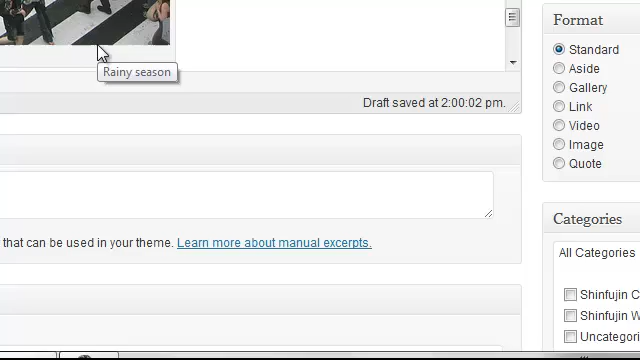 Rainy season
Draft saved at 2:00:02 pm.
that can be used in your theme. Learn more about manual excerpts.
Format
Standard
Aside
Gallery
Link
Video
Image
Quote
Categories
All Categories
Shinfujin C
Shinfujin W
Uncategori